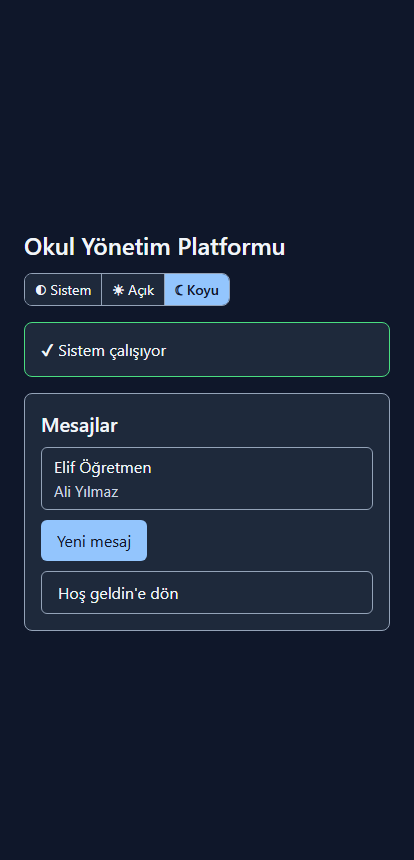 Okul Yönetim Platformu
◐ Sistem ☀ Açık ☾ Koyu
✓ Sistem çalışıyor
Mesajlar
Elif Öğretmen
Ali Yılmaz
Yeni mesaj
Hoş geldin'e dön